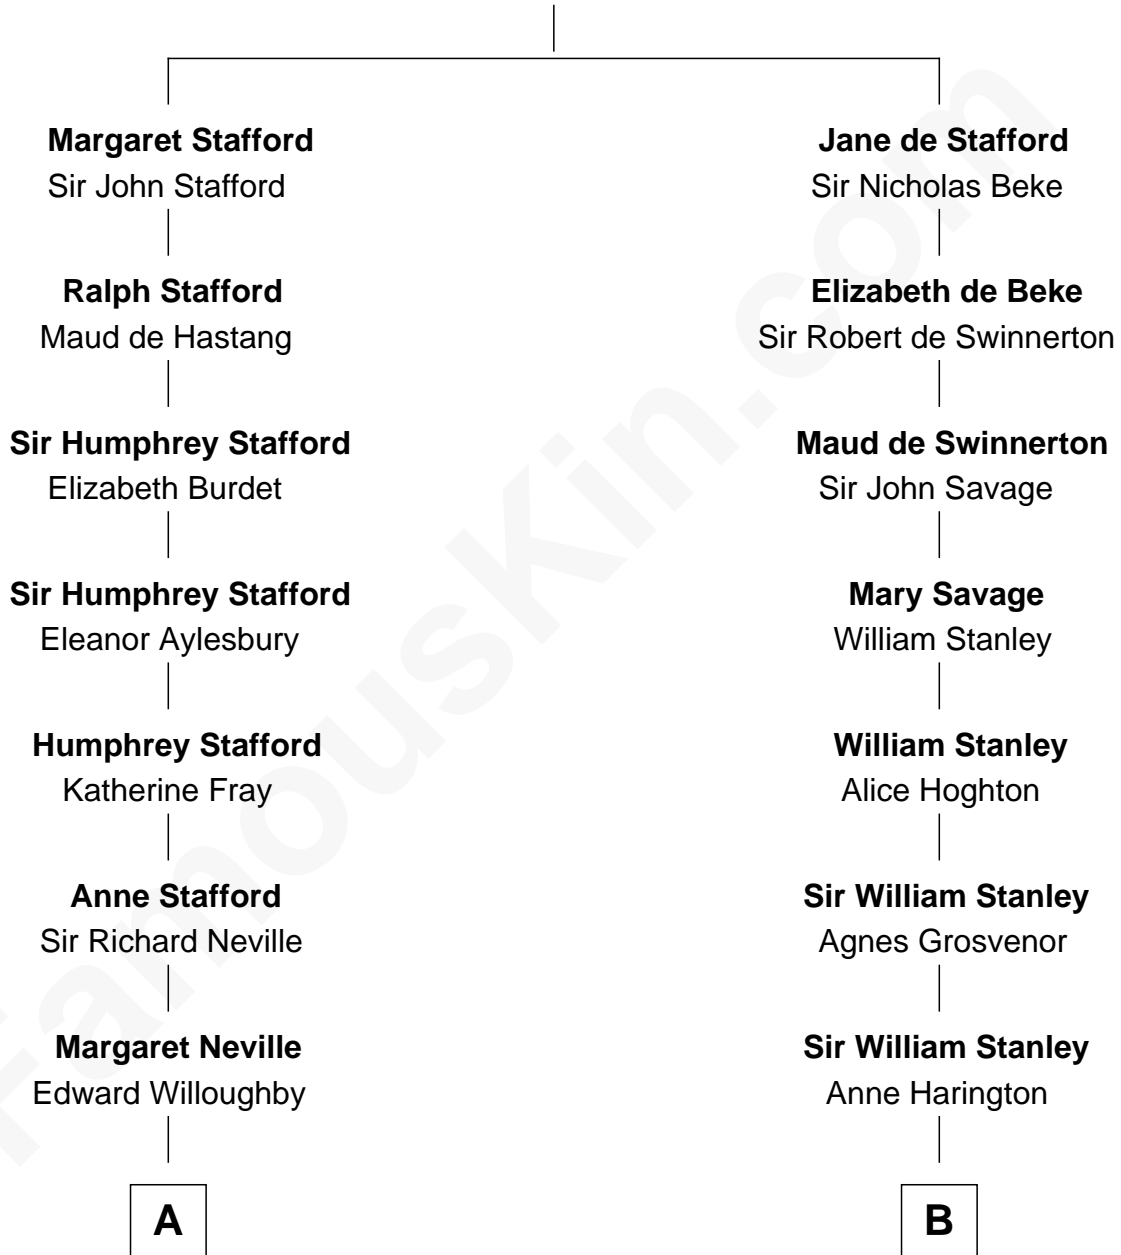 Margaret Stafford
Sir John Stafford
Ralph Stafford
Maud de Hastang
Sir Humphrey Stafford
Elizabeth Burdet
Sir Humphrey Stafford
Eleanor Aylesbury
Humphrey Stafford
Katherine Fray
Anne Stafford
Sir Richard Neville
Margaret Neville
Edward Willoughby
A
Jane de Stafford
Sir Nicholas Beke
Elizabeth de Beke
Sir Robert de Swinnerton
Maud de Swinnerton
Sir John Savage
Mary Savage
William Stanley
William Stanley
Alice Hoghton
Sir William Stanley
Agnes Grosvenor
Sir William Stanley
Anne Harington
B
FamousKin.com